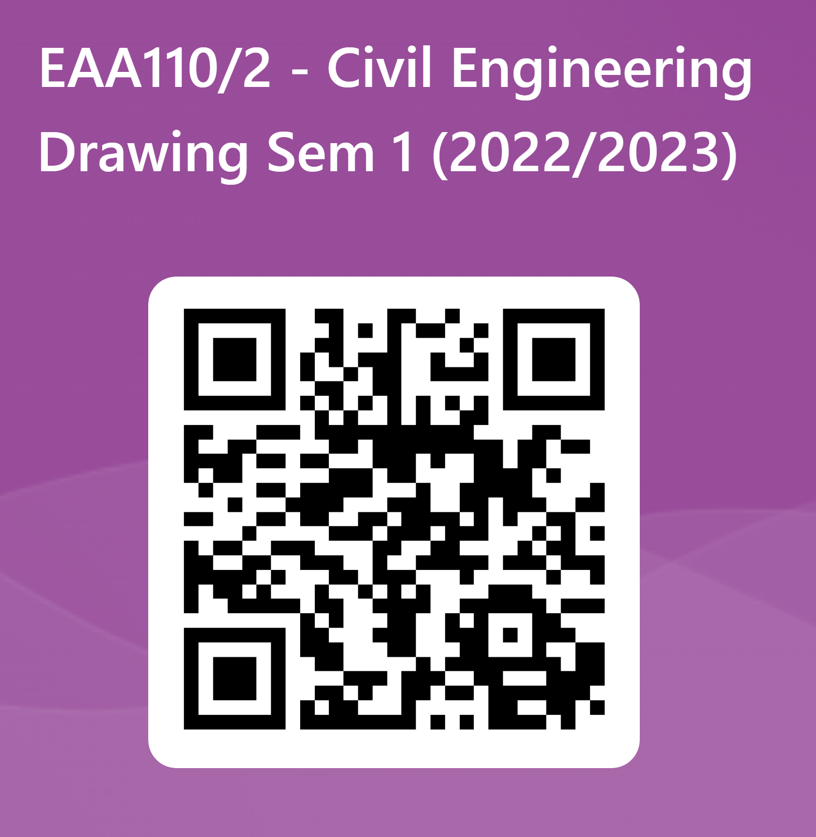 EAA110/2 - Civil Engineering
Drawing Sem 1 (2022/2023)